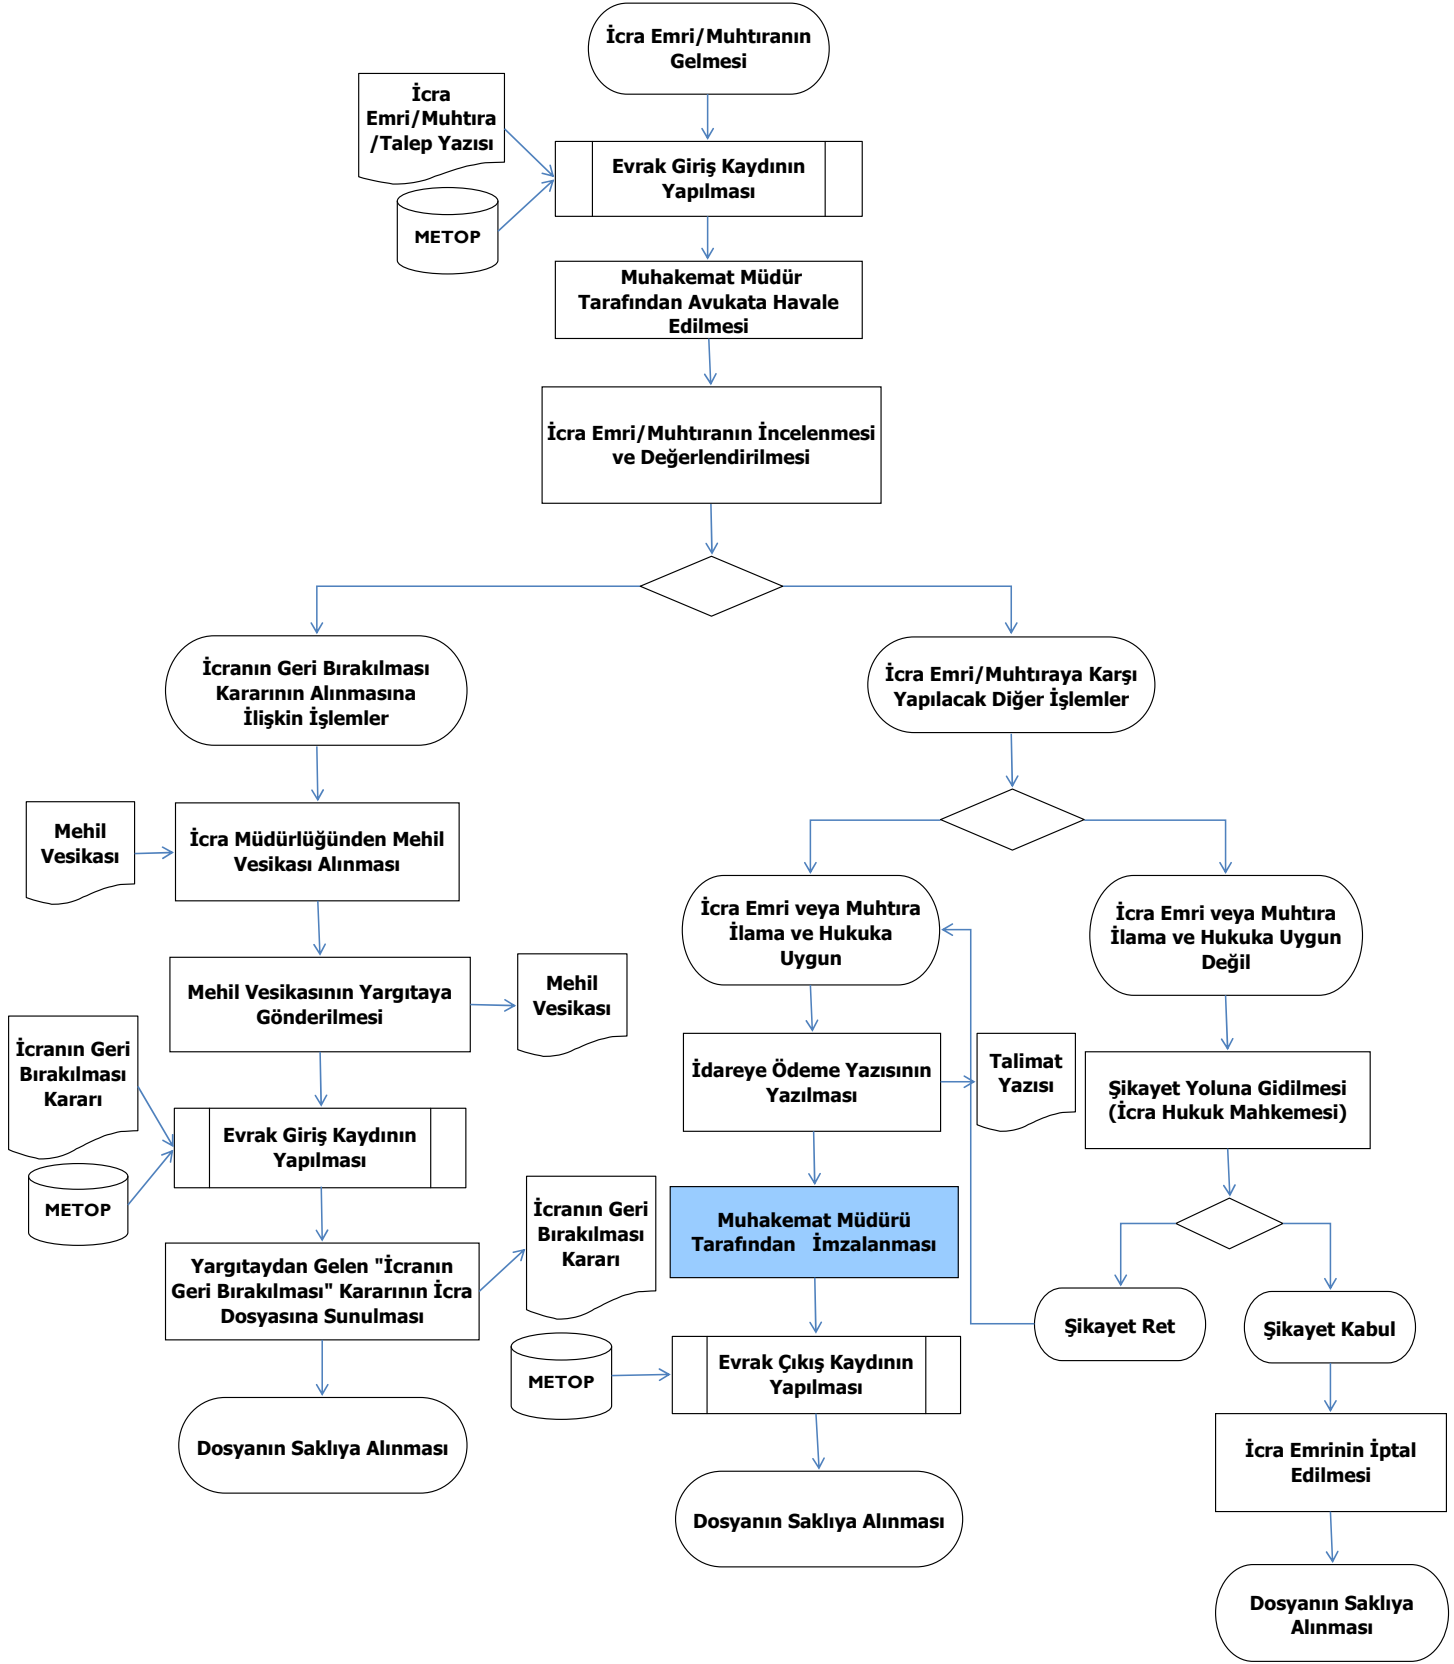 İcra Emri/Muhtıranın
Gelmesi
İcra
Emri/Muhtıra
/Talep Yazısı
Evrak Giriş Kaydının
Yapılması
METOP
Muhakemat Müdür
Tarafından Avukata Havale
Edilmesi
İcra Emri/Muhtıranın İncelenmesi
ve Değerlendirilmesi
İcranın Geri Bırakılması
Kararının Alınmasına
İlişkin İşlemler
İcra Emri/Muhtıraya Karşı
Yapılacak Diğer İşlemler
Mehil
Vesikası
İcra Müdürlüğünden Mehil
Vesikası Alınması
İcra Emri veya Muhtıra
İlama ve Hukuka
Uygun
İcra Emri veya Muhtıra
İlama ve Hukuka Uygun
Değil
Mehil Vesikasının Yargıtaya
Gönderilmesi
Mehil
Vesikası
İcranın Geri
Bırakılması
Kararı
İdareye Ödeme Yazısının
Yazılması
Talimat
Yazısı
Şikayet Yoluna Gidilmesi
(İcra Hukuk Mahkemesi)
Evrak Giriş Kaydının
Yapılması
METOP
İcranın Geri
Bırakılması
Kararı
Muhakemat Müdürü
Tarafından İmzalanması
Yargıtaydan Gelen "İcranın
Geri Bırakılması" Kararının İcra
Dosyasına Sunulması
Şikayet Ret
Şikayet Kabul
METOP
Evrak Çıkış Kaydının
Yapılması
Dosyanın Saklıya Alınması
İcra Emrinin İptal
Edilmesi
Dosyanın Saklıya Alınması
Dosyanın Saklıya
Alınması